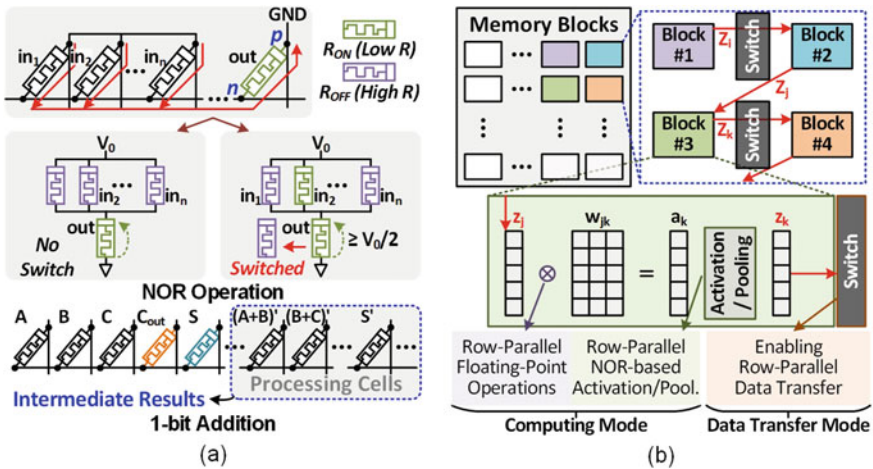 GND
in1 in2 ... inn out p
n
RON (Low R)
ROFF (High R)
V0
in2 ... inn
out
No
Switch
V0
in1 in2 ... inn
out
≥ V0/2
Switched
NOR Operation
A B C Cout S ... (A+B)' (B+C)' ... S'
Processing Cells
Intermediate Results
1-bit Addition
(a)
Memory Blocks
Block
#1
Zi
Switch
Block
#2
Zj
Block
#3
Zk
Switch
Block
#4
zj
wjk
ak
zk
⊗ =
Activation
/ Pooling
Switch
Row-Parallel
Floating-Point
Operations
Row-Parallel
NOR-based
Activation/Pool.
Enabling
Row-Parallel
Data Transfer
Computing Mode
Data Transfer Mode
(b)